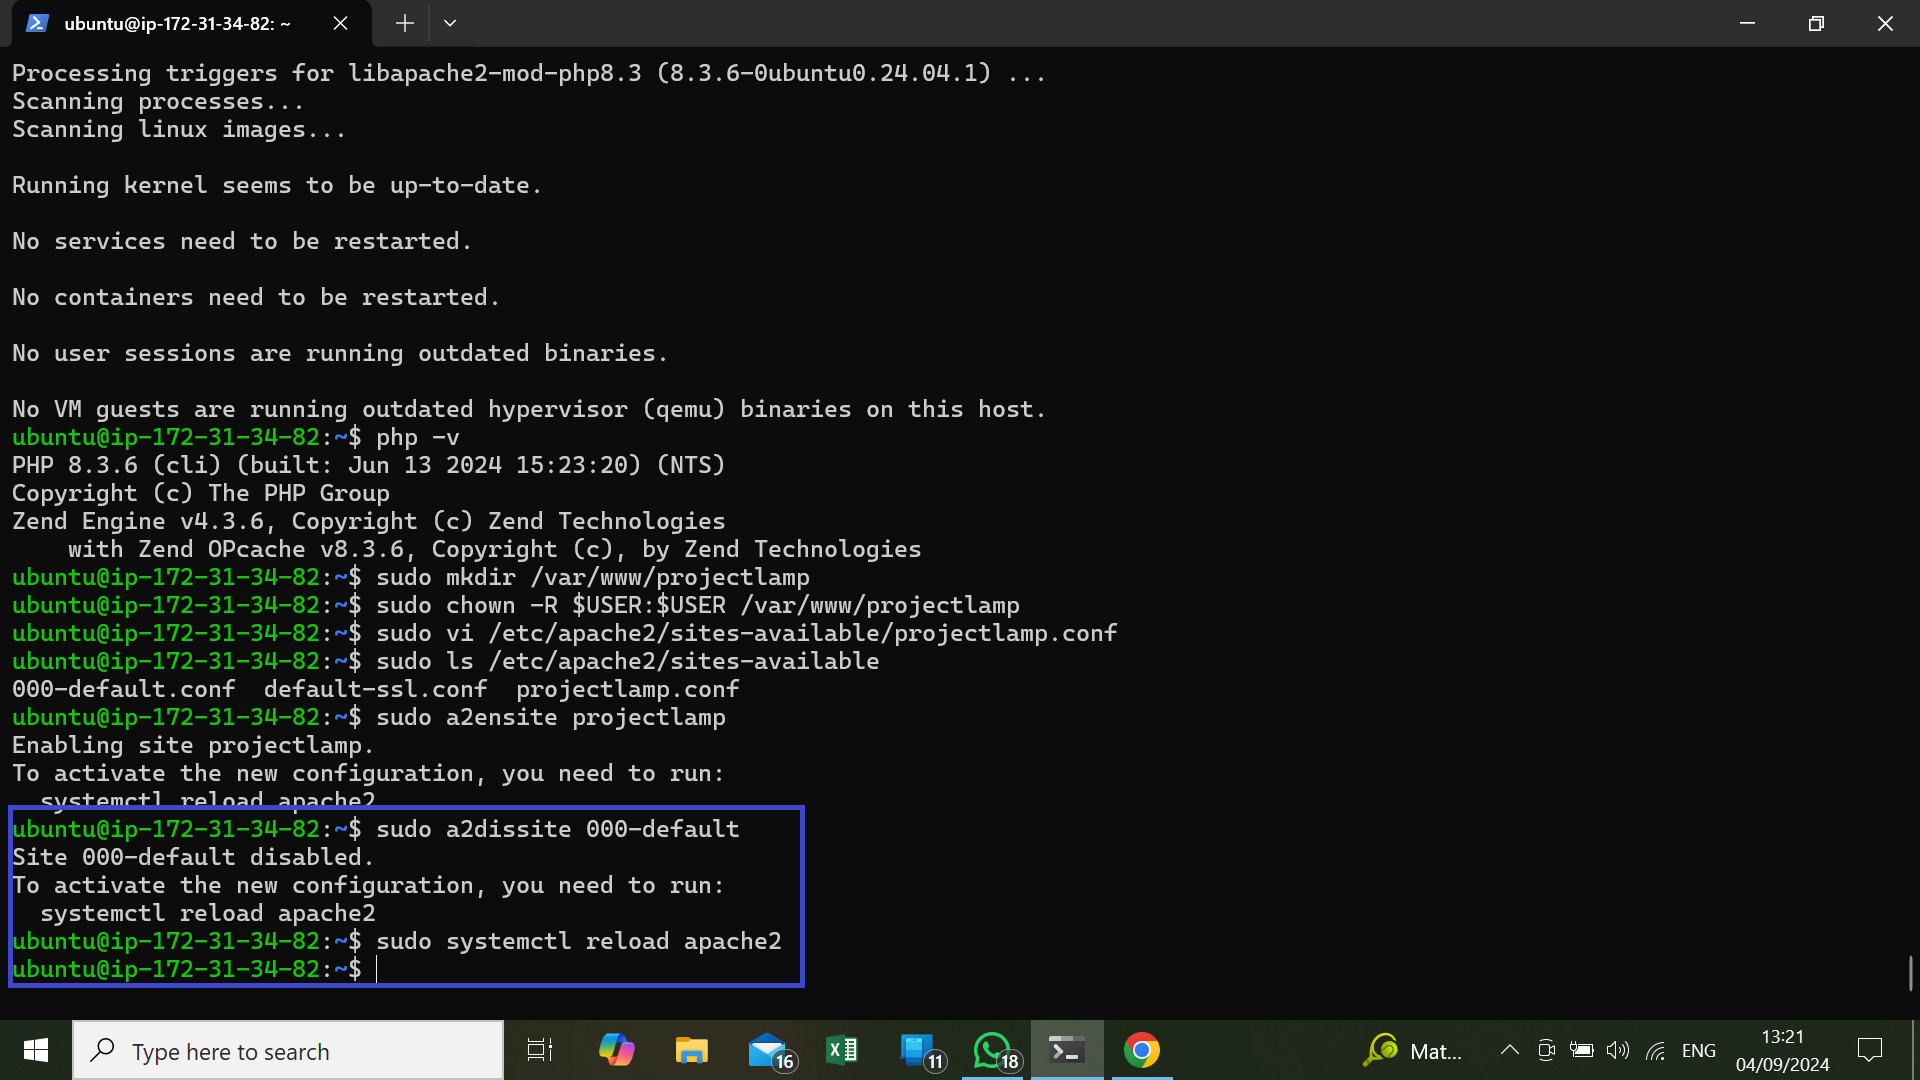 ubuntu@ip-172-31-34-82: ~
Processing triggers for libapache2-mod-php8.3 (8.3.6-0ubuntu0.24.04.1) ...
Scanning processes...
Scanning linux images...
Running kernel seems to be up-to-date.
No services need to be restarted.
No containers need to be restarted.
No user sessions are running outdated binaries.
No VM guests are running outdated hypervisor (qemu) binaries on this host.
ubuntu@ip-172-31-34-82:~$ php -v
PHP 8.3.6 (cli) (built: Jun 13 2024 15:23:20) (NTS)
Copyright (c) The PHP Group
Zend Engine v4.3.6, Copyright (c) Zend Technologies
    with Zend OPcache v8.3.6, Copyright (c), by Zend Technologies
ubuntu@ip-172-31-34-82:~$ sudo mkdir /var/www/projectlamp
ubuntu@ip-172-31-34-82:~$ sudo chown -R $USER:$USER /var/www/projectlamp
ubuntu@ip-172-31-34-82:~$ sudo vi /etc/apache2/sites-available/projectlamp.conf
ubuntu@ip-172-31-34-82:~$ sudo ls /etc/apache2/sites-available
000-default.conf  default-ssl.conf  projectlamp.conf
ubuntu@ip-172-31-34-82:~$ sudo a2ensite projectlamp
Enabling site projectlamp.
To activate the new configuration, you need to run:
  systemctl reload apache2
ubuntu@ip-172-31-34-82:~$ sudo a2dissite 000-default
Site 000-default disabled.
To activate the new configuration, you need to run:
  systemctl reload apache2
ubuntu@ip-172-31-34-82:~$ sudo systemctl reload apache2
ubuntu@ip-172-31-34-82:~$
Type here to search
16
11
18
Mat...
ENG
13:21
04/09/2024